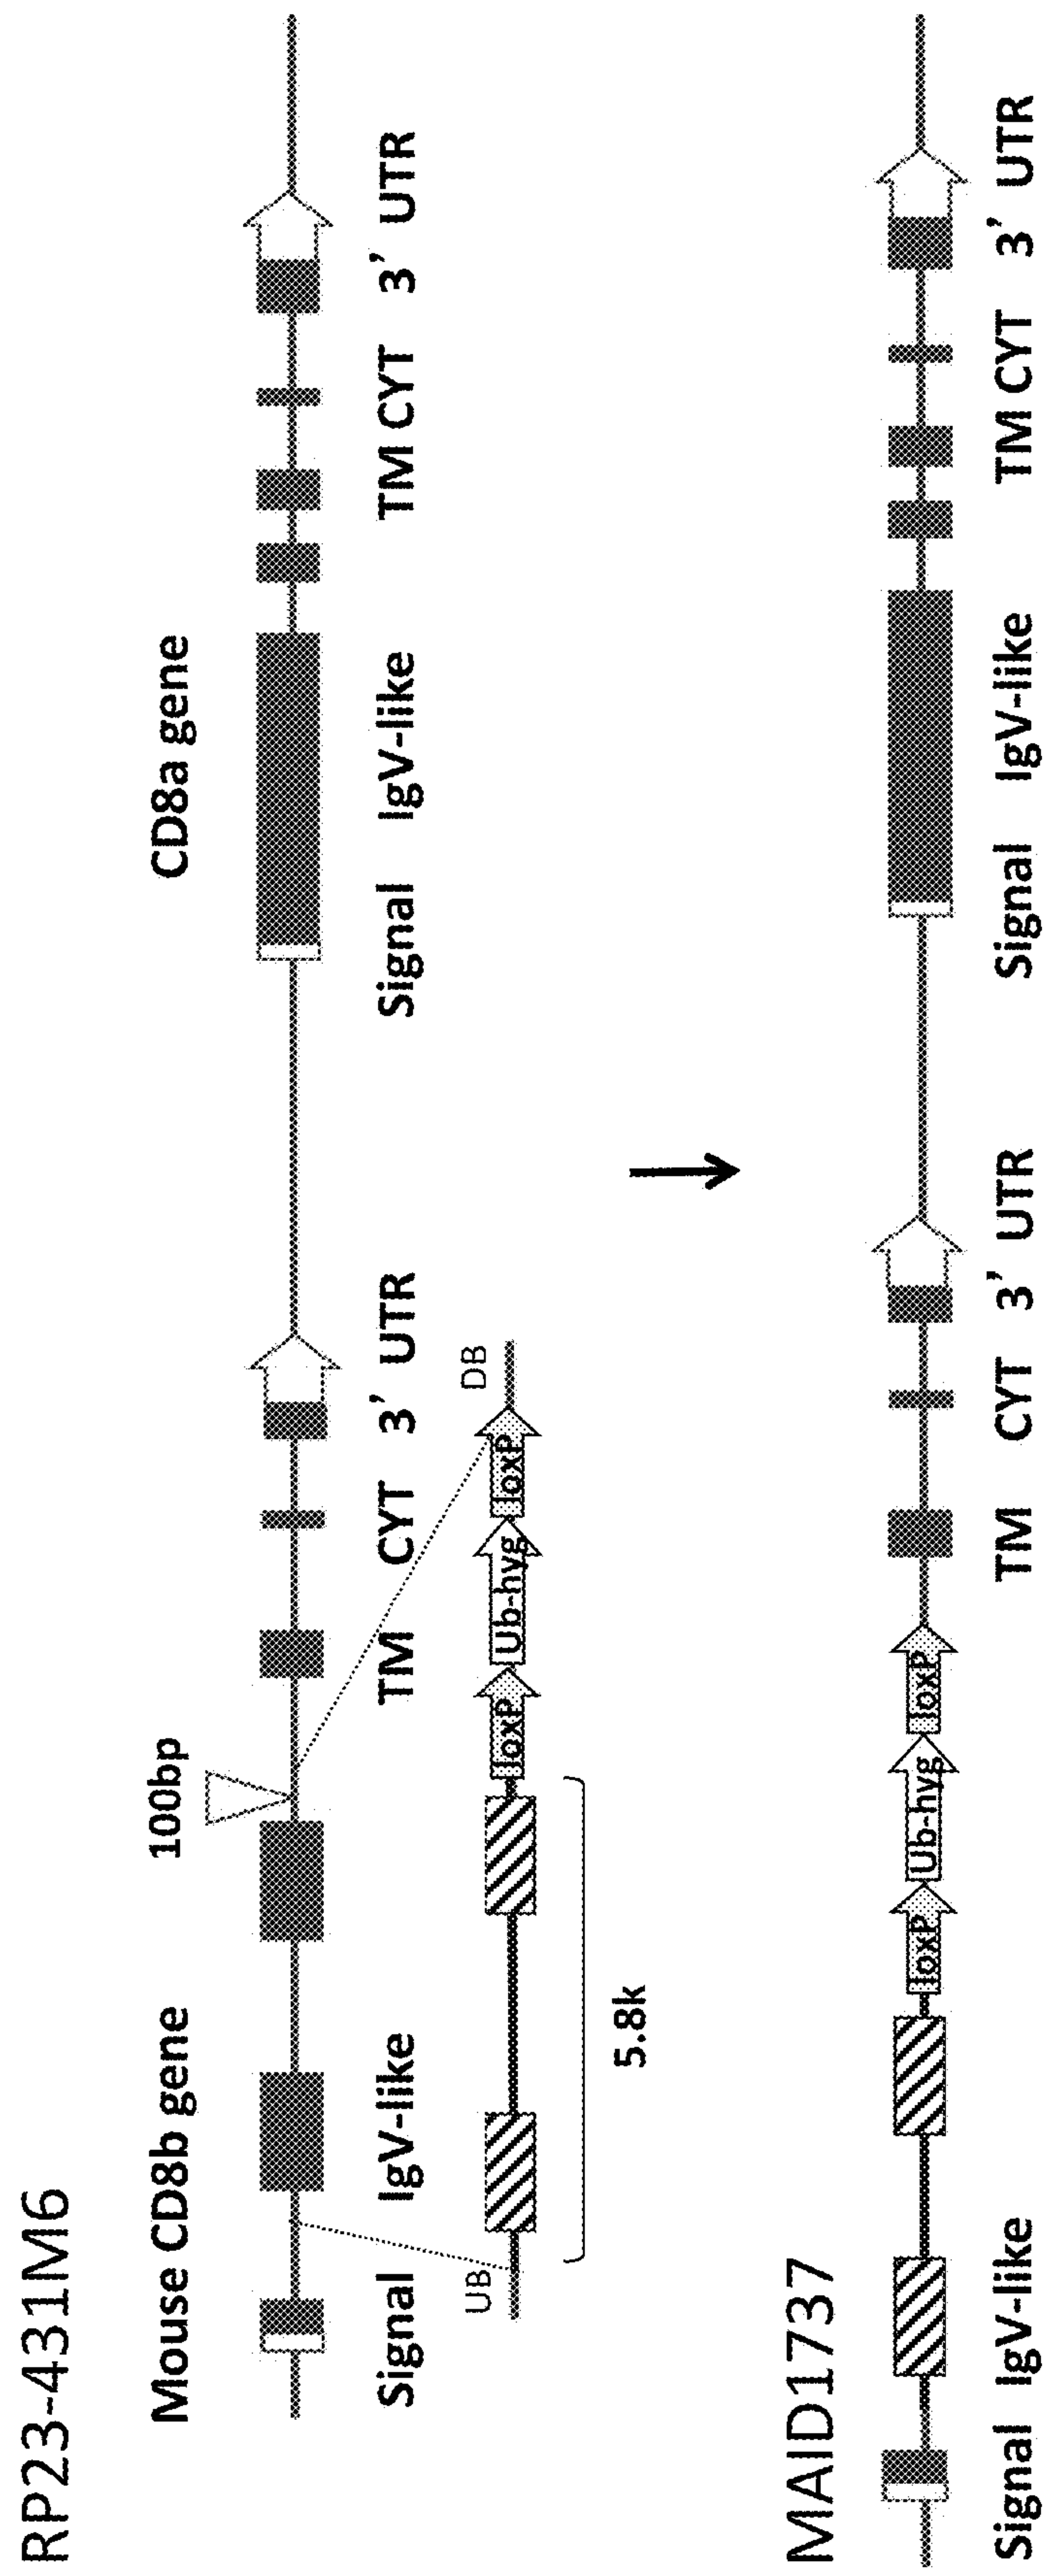 RP23-431M6
Mouse CD8b gene
100bp
CD8a gene
Signal IgV-like TM CYT 3’ UTR Signal IgV-like TM CYT 3’ UTR
UB loxP Ub-hyg loxP DB
5.8k
MAID1737
loxP Ub-hyg loxP
Signal IgV-like TM CYT 3’ UTR Signal IgV-like TM CYT 3’ UTR